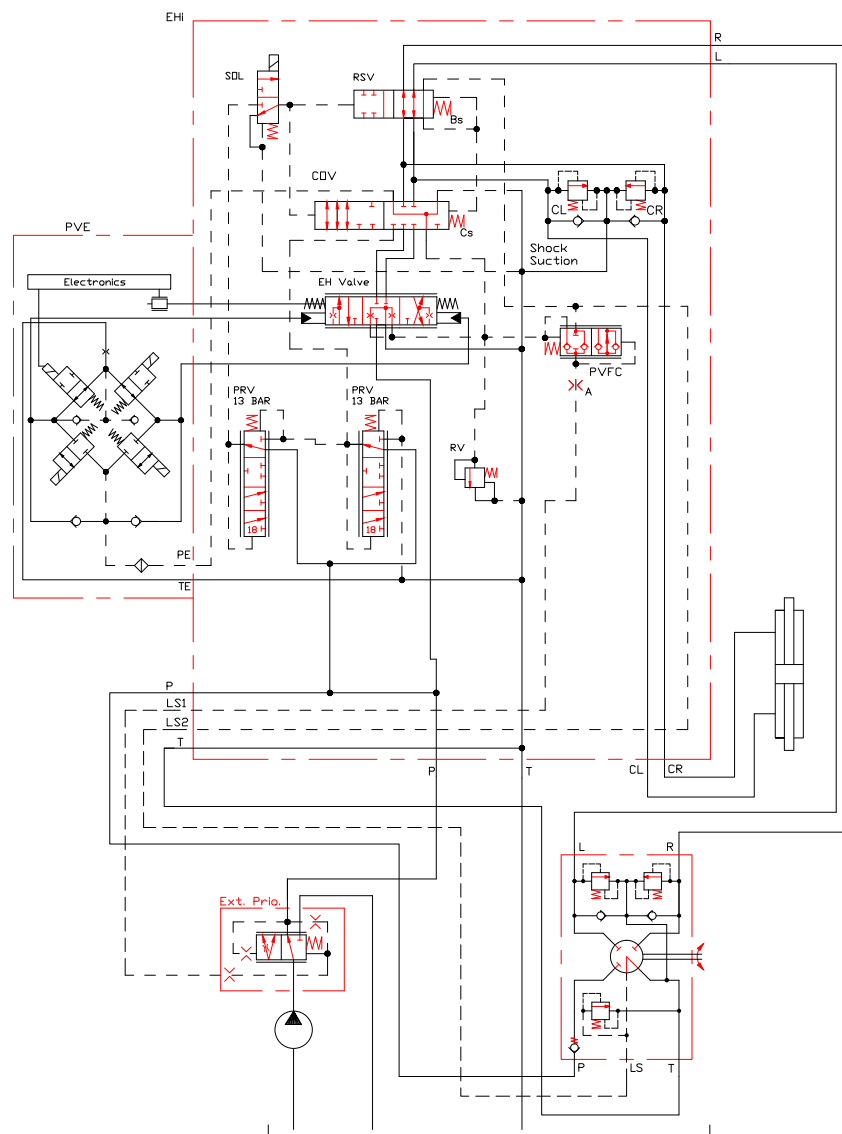 EHi
R
L
SOL
RSV
Bs
COV
CL
CR
Cs
PVE
Shock
Suction
Electronics
EH Valve
PVFC
PRV
13 BAR
PRV
13 BAR
A
RV
18
18
PE
TE
P
LS1
LS2
T
P
T
CL
CR
L
R
Ext. Prio.
P
LS
T